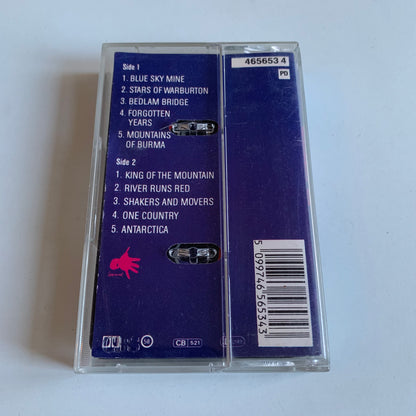 Side 1
1. BLUE SKY MINE
2. STARS OF WARBURTON
3. BEDLAM BRIDGE
4. FORGOTTEN
YEARS
5. MOUNTAINS
OF BURMA
Side 2
1. KING OF THE MOUNTAIN
2. RIVER RUNS RED
3. SHAKERS AND MOVERS
4. ONE COUNTRY
5. ANTARCTICA
58
CB 521
465653 4
PD
5 099746 565343